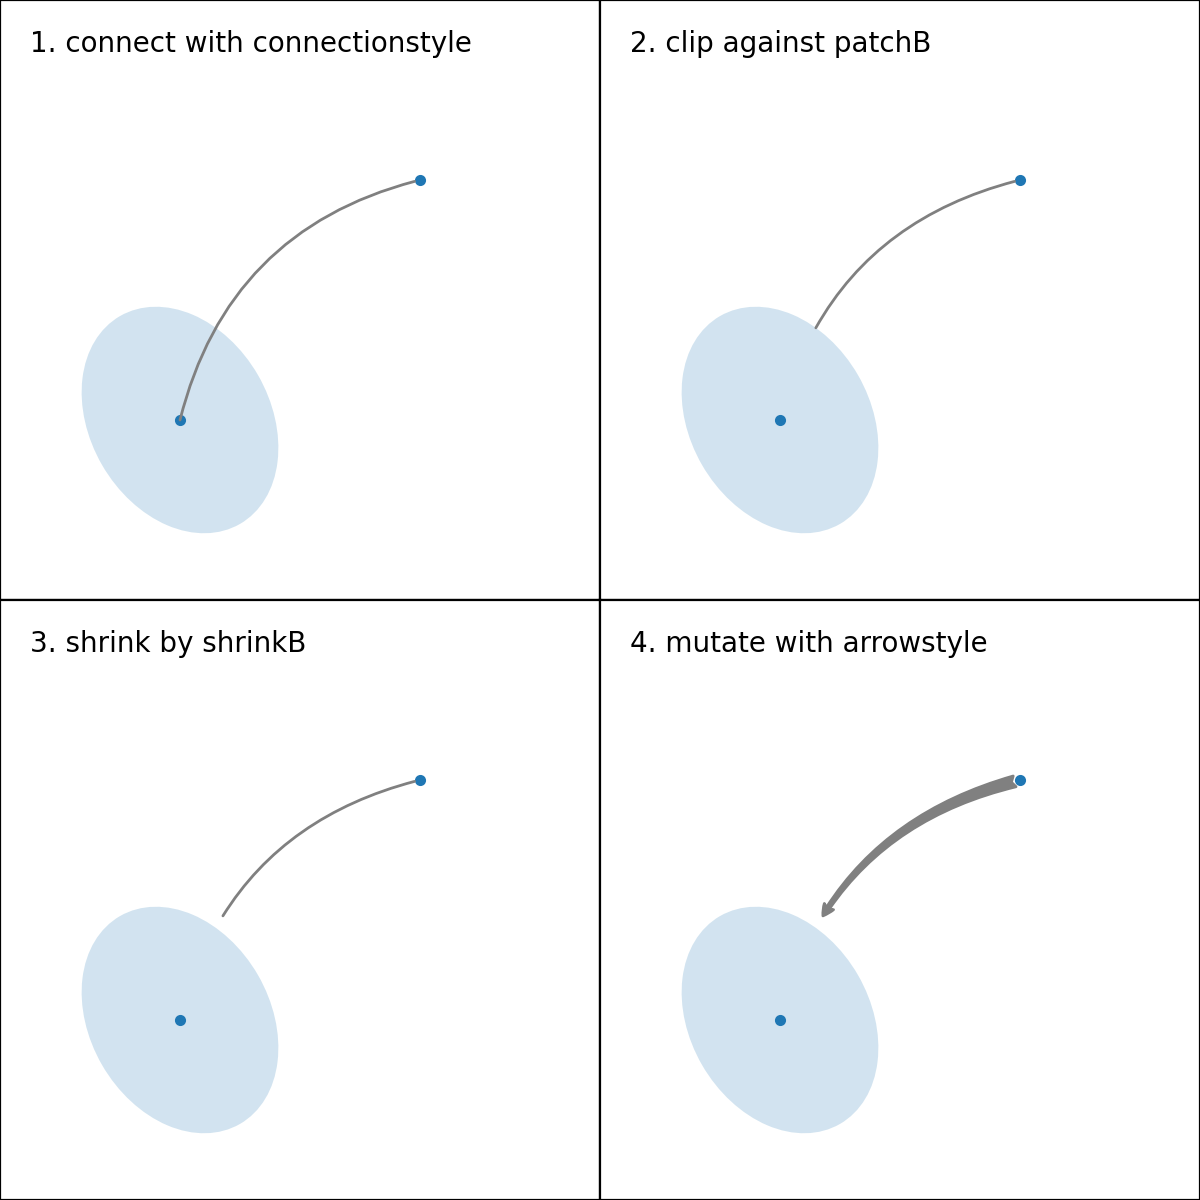 1. connect with connectionstyle
2. clip against patchB
3. shrink by shrinkB
4. mutate with arrowstyle